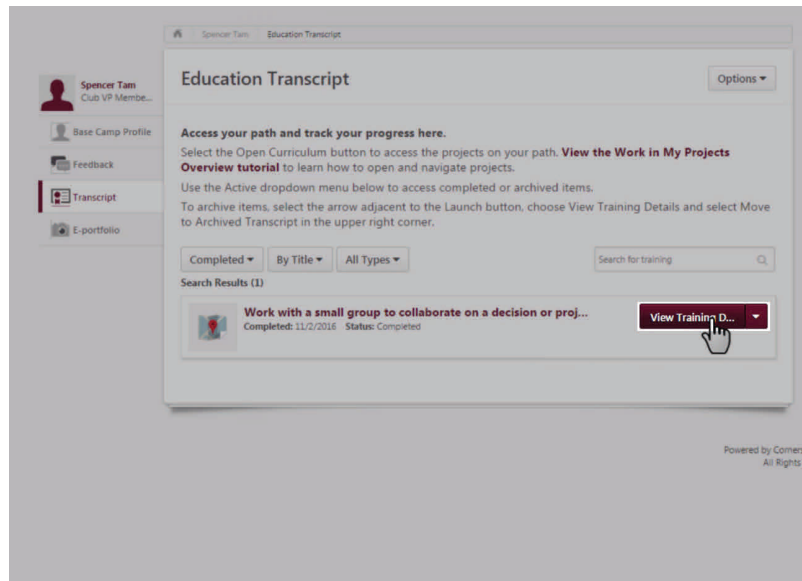 Spencer Tam Education Transcript
Spencer Tam
Club VP Membe...
Base Camp Profile
Feedback
Transcript
E-portfolio
Education Transcript
Options
Access your path and track your progress here.
Select the Open Curriculum button to access the projects on your path. View the Work in My Projects
Overview tutorial to learn how to open and navigate projects.
Use the Active dropdown menu below to access completed or archived items.
To archive items, select the arrow adjacent to the Launch button, choose View Training Details and select Move
to Archived Transcript in the upper right corner.
Completed By Title All Types Search for training
Search Results (1)
Work with a small group to collaborate on a decision or proj...
Completed: 11/2/2016 Status: Completed
View Training D...
Powered by Corners
All Rights